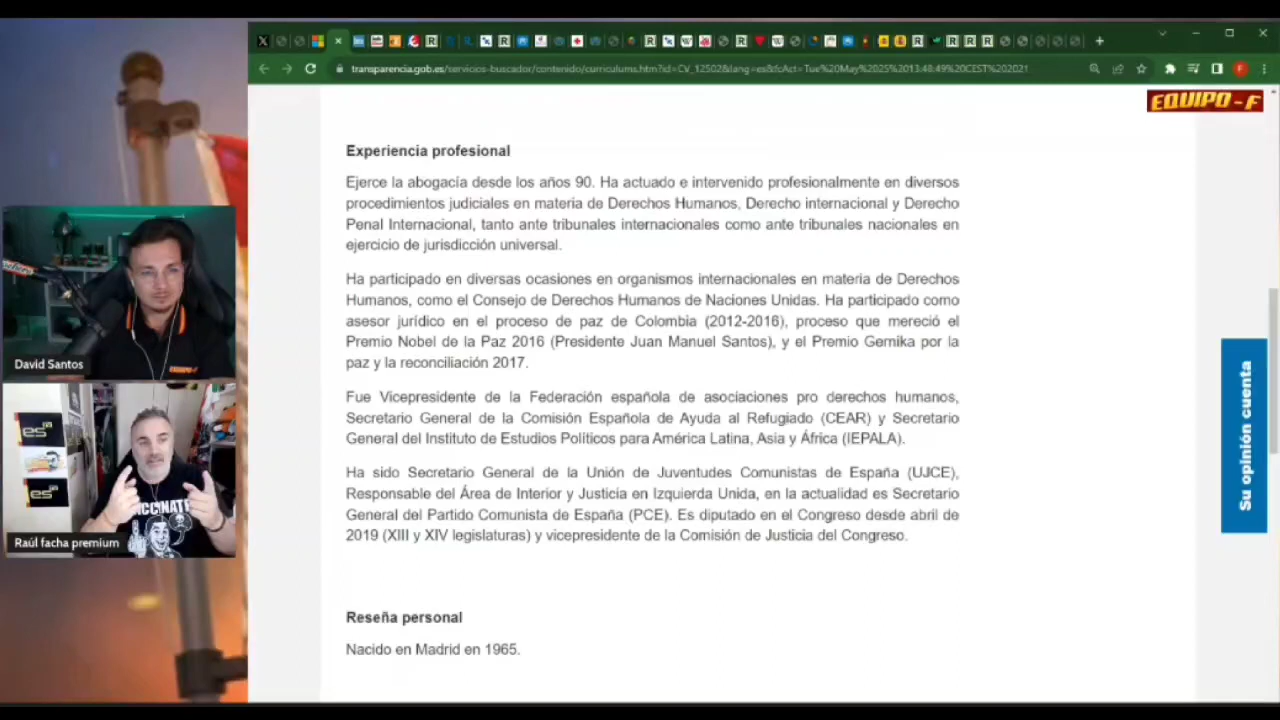 transparencia.gob.es/servicios-buscador/contenido/curriculums.htm?id=CV_12502&lang=es&fcAct=Tue%20May%2025%2013:48:49%20CEST%202021
EQUIPO-F
Experiencia profesional
Ejerce la abogacía desde los años 90. Ha actuado e intervenido profesionalmente en diversos
procedimientos judiciales en materia de Derechos Humanos, Derecho internacional y Derecho
Penal Internacional, tanto ante tribunales internacionales como ante tribunales nacionales en
ejercicio de jurisdicción universal.
Ha participado en diversas ocasiones en organismos internacionales en materia de Derechos
Humanos, como el Consejo de Derechos Humanos de Naciones Unidas. Ha participado como
asesor jurídico en el proceso de paz de Colombia (2012-2016), proceso que mereció el
Premio Nobel de la Paz 2016 (Presidente Juan Manuel Santos), y el Premio Gernika por la
paz y la reconciliación 2017.
Fue Vicepresidente de la Federación española de asociaciones pro derechos humanos,
Secretario General de la Comisión Española de Ayuda al Refugiado (CEAR) y Secretario
General del Instituto de Estudios Políticos para América Latina, Asia y África (IEPALA).
Ha sido Secretario General de la Unión de Juventudes Comunistas de España (UJCE),
Responsable del Área de Interior y Justicia en Izquierda Unida, en la actualidad es Secretario
General del Partido Comunista de España (PCE). Es diputado en el Congreso desde abril de
2019 (XIII y XIV legislaturas) y vicepresidente de la Comisión de Justicia del Congreso.
Reseña personal
Nacido en Madrid en 1965.
Su opinión cuenta
David Santos
es
es
Raúl facha premium